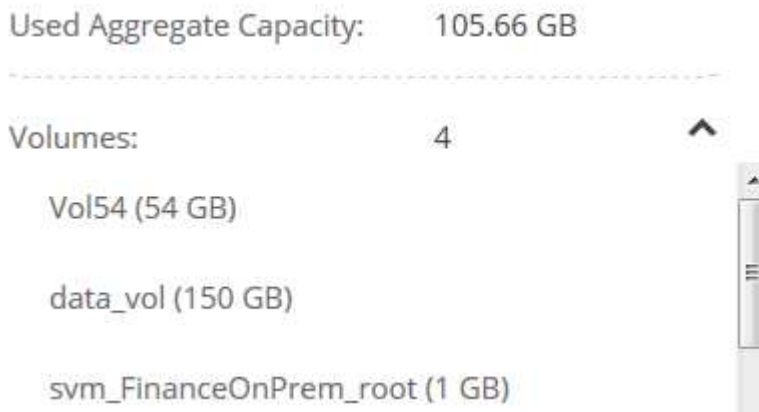 Used Aggregate Capacity: 105.66 GB
Volumes: 4
Vol54 (54 GB)
data_vol (150 GB)
svm_FinanceOnPrem_root (1 GB)